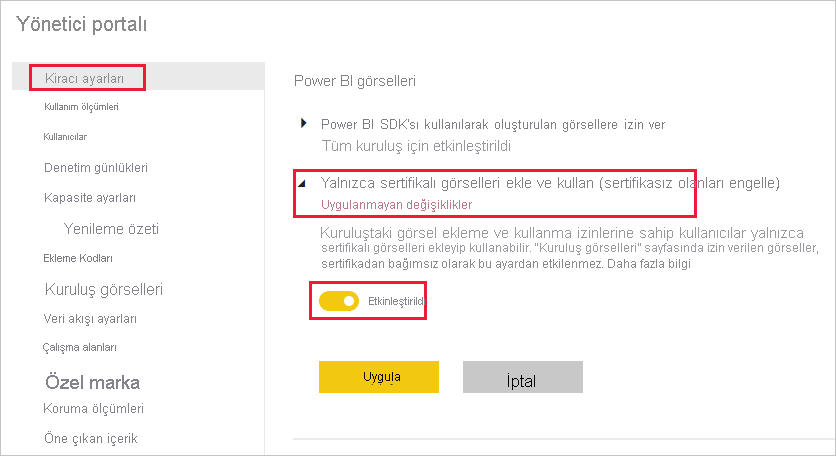 Yönetici portalı
Kiracı ayarları
Kullanım ölçümleri
Kullanıcılar
Denetim günlükleri
Kapasite ayarları
Yenileme özeti
Ekleme Kodları
Kuruluş görselleri
Veri akışı ayarları
Çalışma alanları
Özel marka
Koruma ölçümleri
Öne çıkan içerik
Power BI görselleri
Power BI SDK'sı kullanılarak oluşturulan görsellere izin ver
Tüm kuruluş için etkinleştirildi
Yalnızca sertifikalı görselleri ekle ve kullan (sertifikasız olanları engelle)
Uygulanmayan değişiklikler
Kuruluştaki görsel ekleme ve kullanma izinlerine sahip kullanıcılar yalnızca
sertifikalı görselleri ekleyip kullanabilir. "Kuruluş görselleri" sayfasında izin verilen görseller,
sertifikadan bağımsız olarak bu ayardan etkilenmez. Daha fazla bilgi
Etkinleştirild
Uygula
İptal